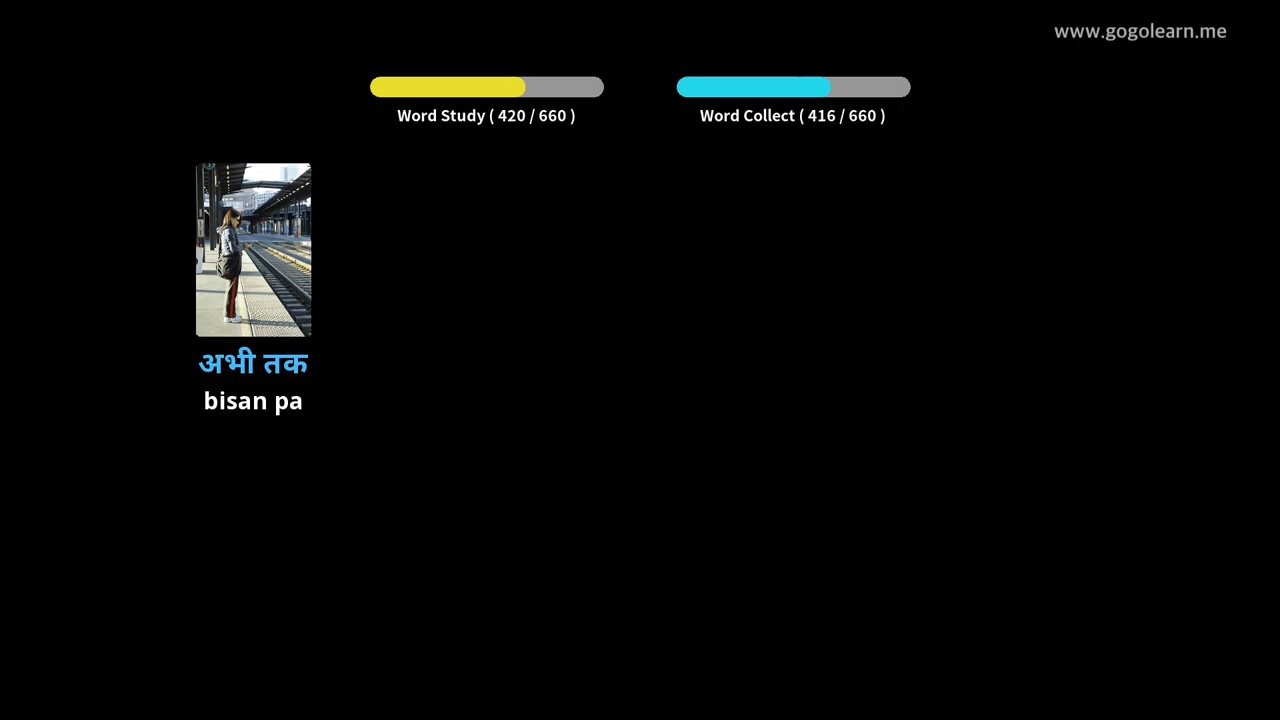 www.gogolearn.me
Word Study ( 420 / 660 )
Word Collect ( 416 / 660 )
अभी तक
bisan pa